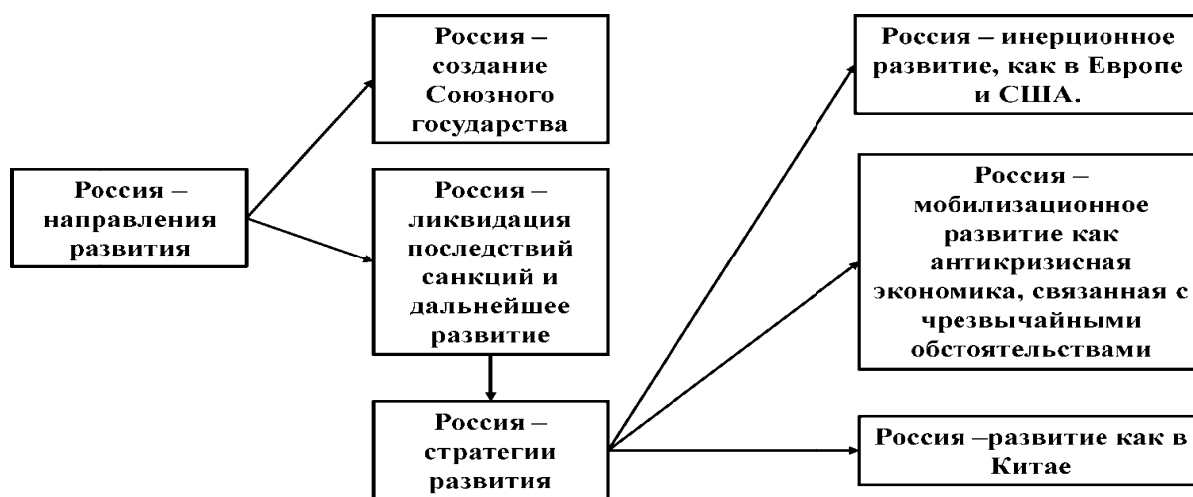 Россия –
направления
развития
Россия –
создание
Союзного
государства
Россия –
ликвидация
последствий
санкций и
дальнейшее
развитие
Россия –
стратегии
развития
Россия – инерционное
развитие, как в Европе
и США.
Россия –
мобилизационное
развитие как
антикризисная
экономика, связанная с
чрезвычайными
обстоятельствами
Россия –развитие как в
Китае